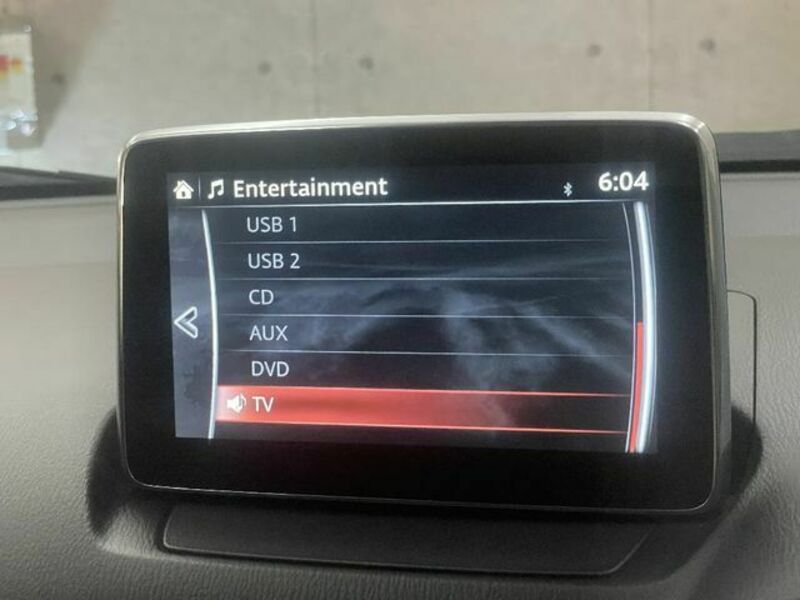 Entertainment 6:04
USB 1
USB 2
CD
AUX
DVD
TV